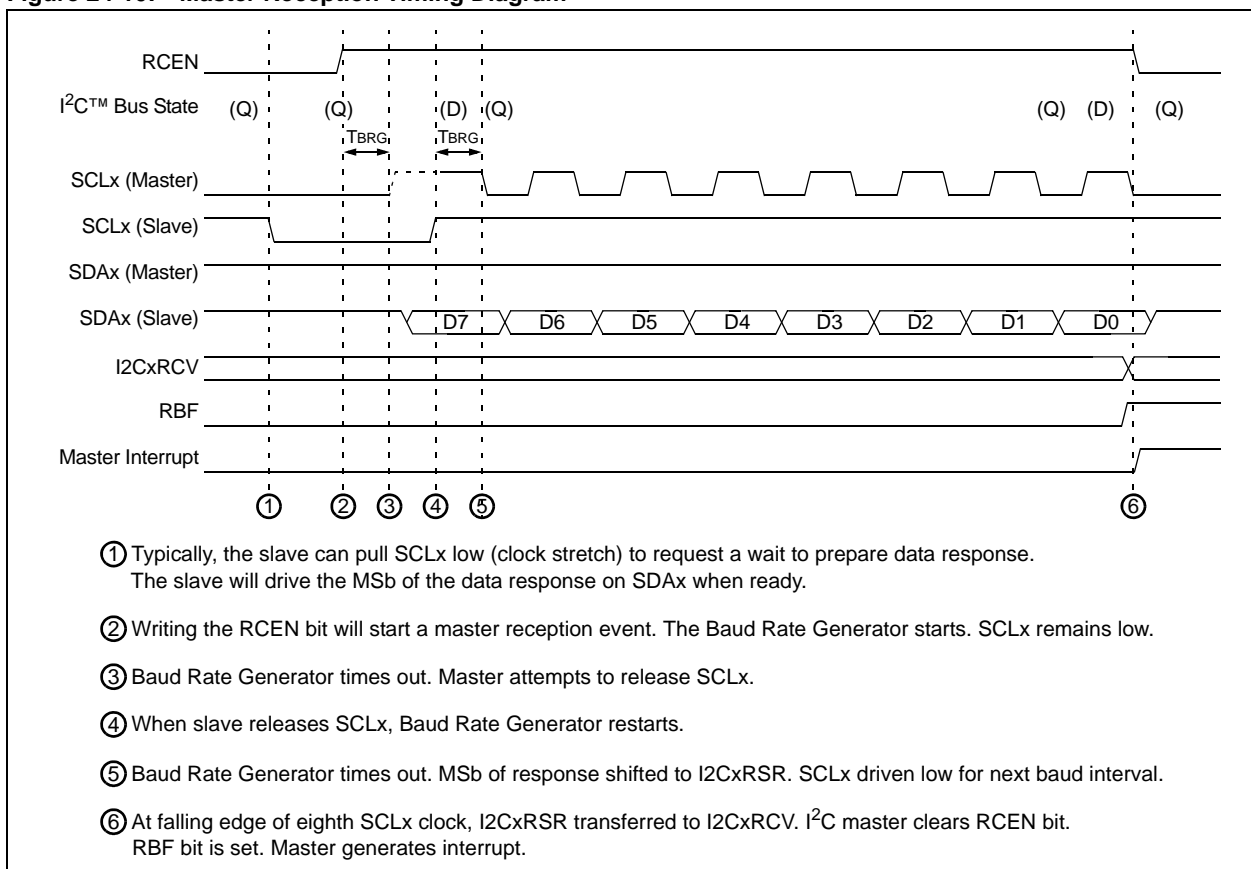 RCEN
I²C™ Bus State (Q) (Q) (D) (Q) (Q) (D) (Q)
TBRG TBRG
SCLx (Master)
SCLx (Slave)
SDAx (Master)
SDAx (Slave) D7 D6 D5 D4 D3 D2 D1 D0
I2CxRCV
RBF
Master Interrupt
① ② ③ ④ ⑤ ⑥
① Typically, the slave can pull SCLx low (clock stretch) to request a wait to prepare data response.
The slave will drive the MSb of the data response on SDAx when ready.
② Writing the RCEN bit will start a master reception event. The Baud Rate Generator starts. SCLx remains low.
③ Baud Rate Generator times out. Master attempts to release SCLx.
④ When slave releases SCLx, Baud Rate Generator restarts.
⑤ Baud Rate Generator times out. MSb of response shifted to I2CxRSR. SCLx driven low for next baud interval.
⑥ At falling edge of eighth SCLx clock, I2CxRSR transferred to I2CxRCV. I²C master clears RCEN bit.
RBF bit is set. Master generates interrupt.